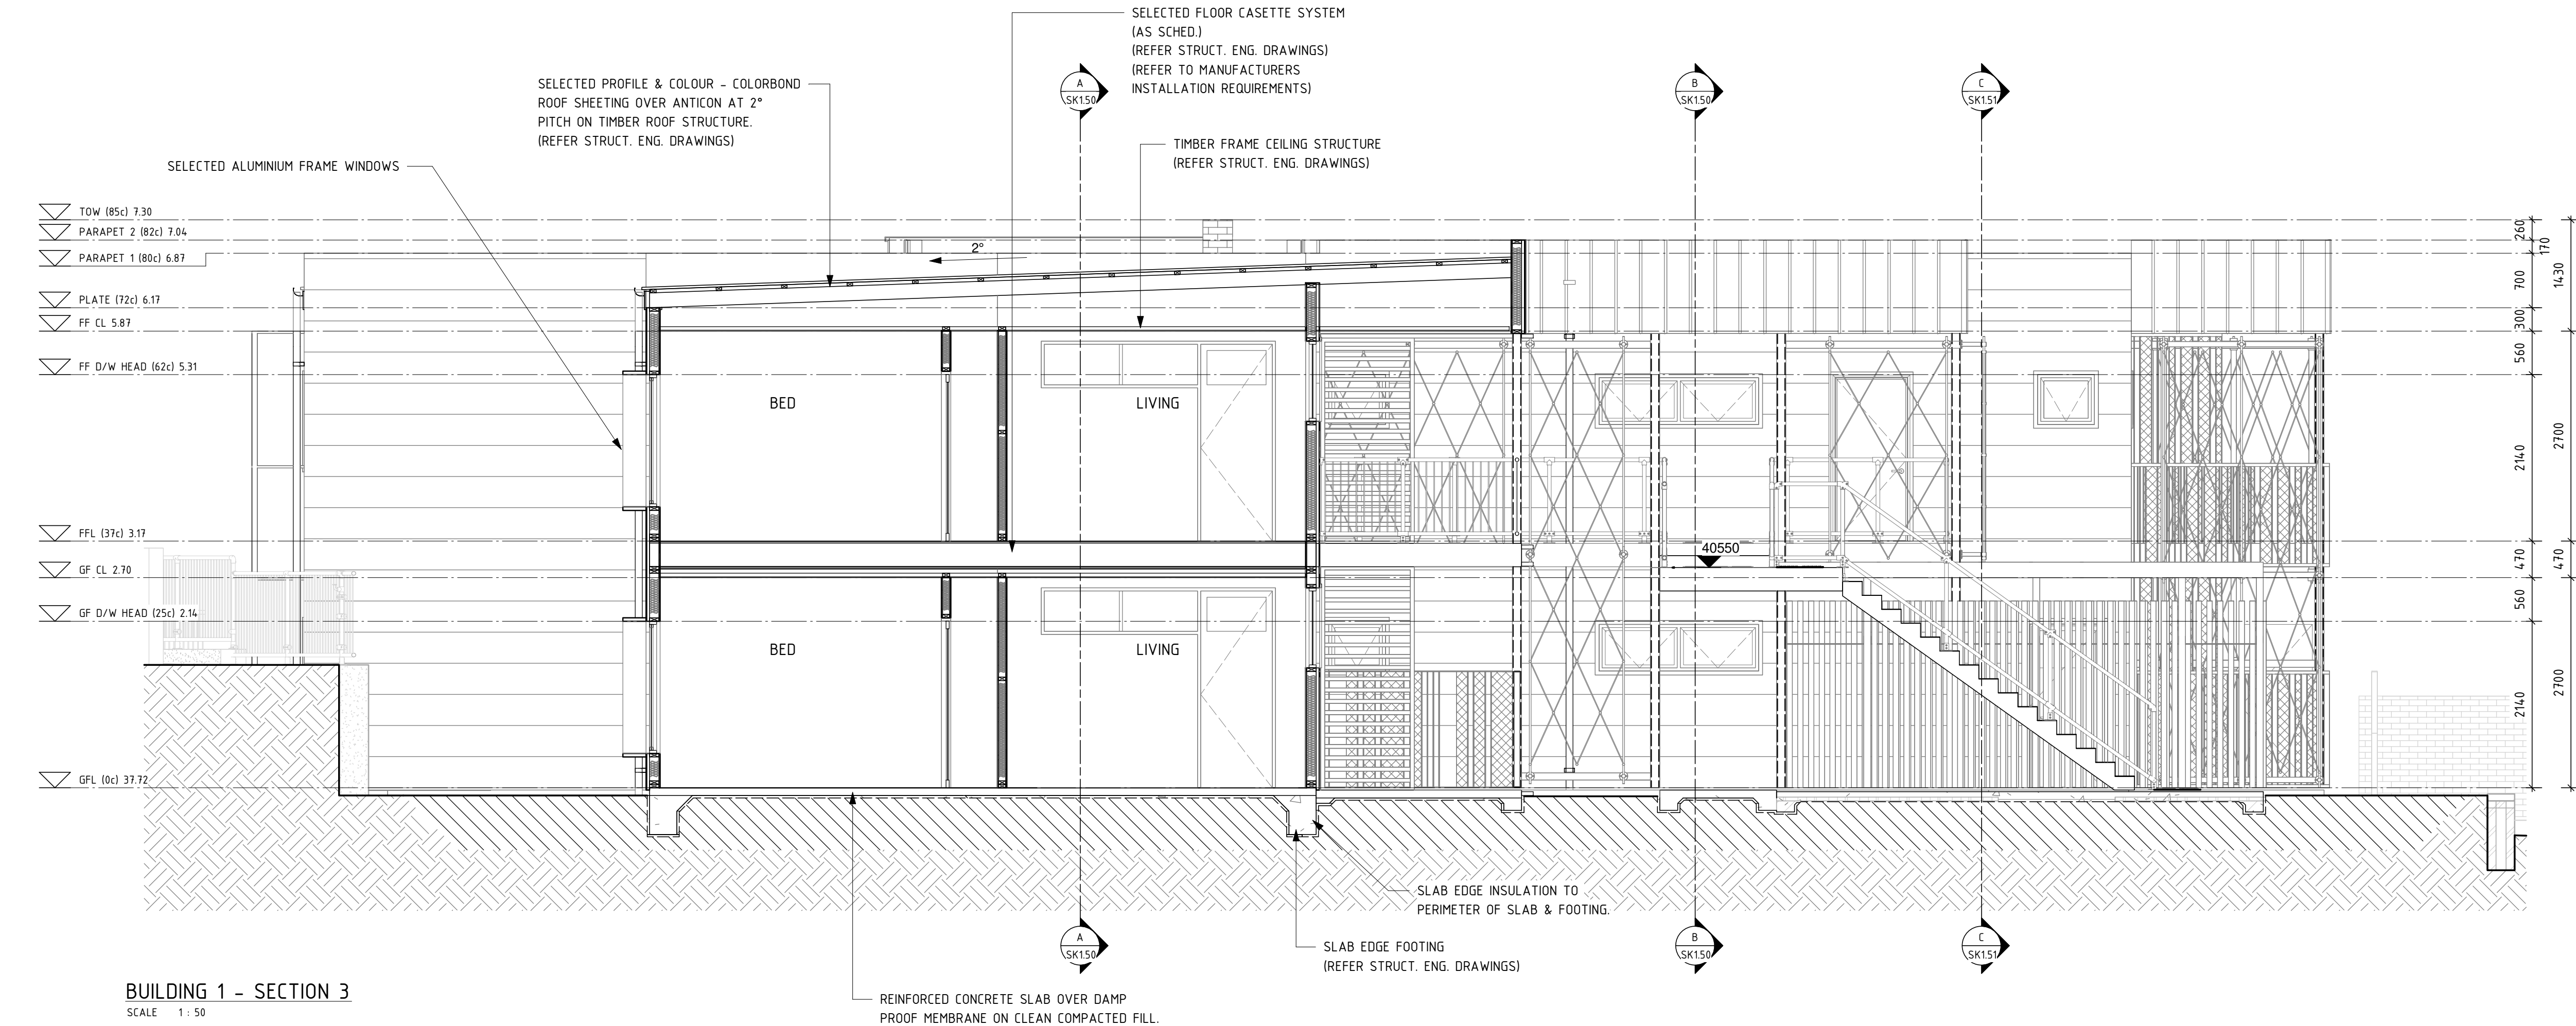 SELECTED FLOOR CASETTE SYSTEM
(AS SCHED.)
(REFER STRUCT. ENG. DRAWINGS)
(REFER TO MANUFACTURERS
INSTALLATION REQUIREMENTS)
SELECTED PROFILE & COLOUR - COLORBOND
ROOF SHEETING OVER ANTICON AT 2°
PITCH ON TIMBER ROOF STRUCTURE.
(REFER STRUCT. ENG. DRAWINGS)
A
SK1.50
B
SK1.50
C
SK1.51
TIMBER FRAME CEILING STRUCTURE
(REFER STRUCT. ENG. DRAWINGS)
SELECTED ALUMINIUM FRAME WINDOWS
TOW (85c) 7.30
PARAPET 2 (82c) 7.04
PARAPET 1 (80c) 6.87
PLATE (72c) 6.17
FF CL 5.87
FF D/W HEAD (62c) 5.31
FFL (37c) 3.17
GF CL 2.70
GF D/W HEAD (25c) 2.14
GFL (0c) 37.72
2°
BED
LIVING
40550
BED
LIVING
260
170
700
300
560
2140
470
560
2140
1430
2700
470
2700
SLAB EDGE INSULATION TO
PERIMETER OF SLAB & FOOTING.
A
SK1.50
B
SK1.50
C
SK1.51
SLAB EDGE FOOTING
(REFER STRUCT. ENG. DRAWINGS)
REINFORCED CONCRETE SLAB OVER DAMP
PROOF MEMBRANE ON CLEAN COMPACTED FILL.
BUILDING 1 - SECTION 3
SCALE 1 : 50